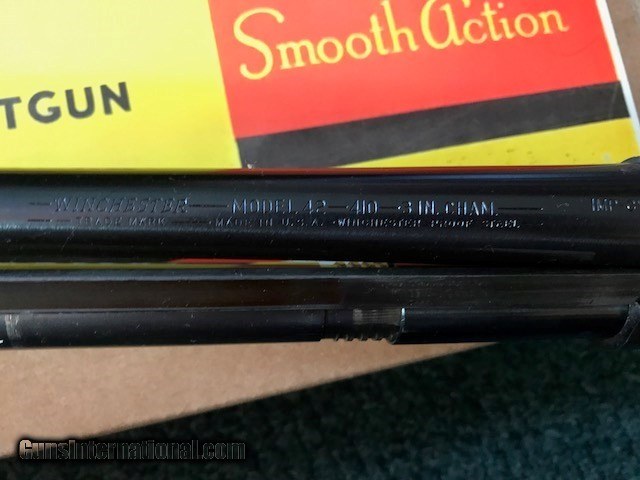 Smooth Action
TGUN
—WINCHESTER— MODEL 42 —.410— 3 IN. CHAM.— IMP
—TRADE MARK— —MADE IN U.S.A.— WINCHESTER PROOF STEEL
GunsInternational.com